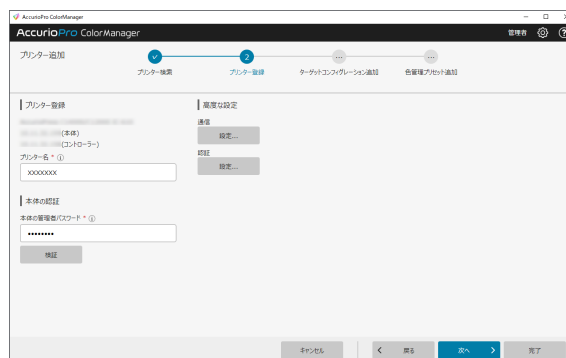 AccurioPro ColorManager
AccurioPro ColorManager
管理者
プリンター追加
2
プリンター検索
プリンター登録
ターゲットコンフィグレーション追加
色管理プリセット追加
プリンター登録
(本体)
(コントローラー)
プリンター名 *
XXXXXXX
本体の認証
本体の管理者パスワード *
••••••••
検証
高度な設定
通信
設定...
認証
設定...
キャンセル
戻る
次へ
完了